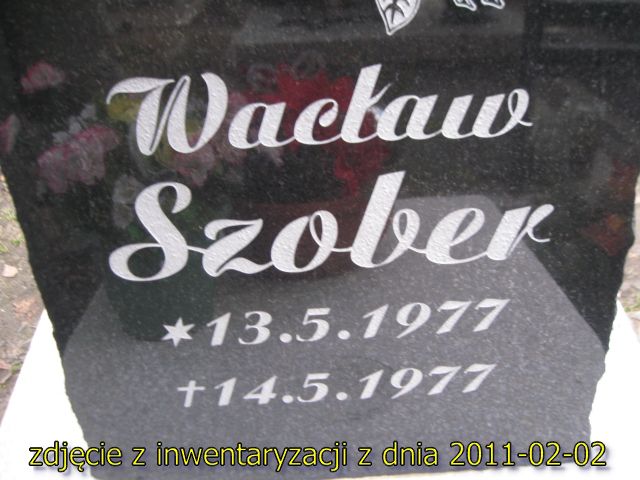 Wacław
Szober
✶13.5.1977
✝14.5.1977
zdjęcie z inwentaryzacji z dnia 2011-02-02